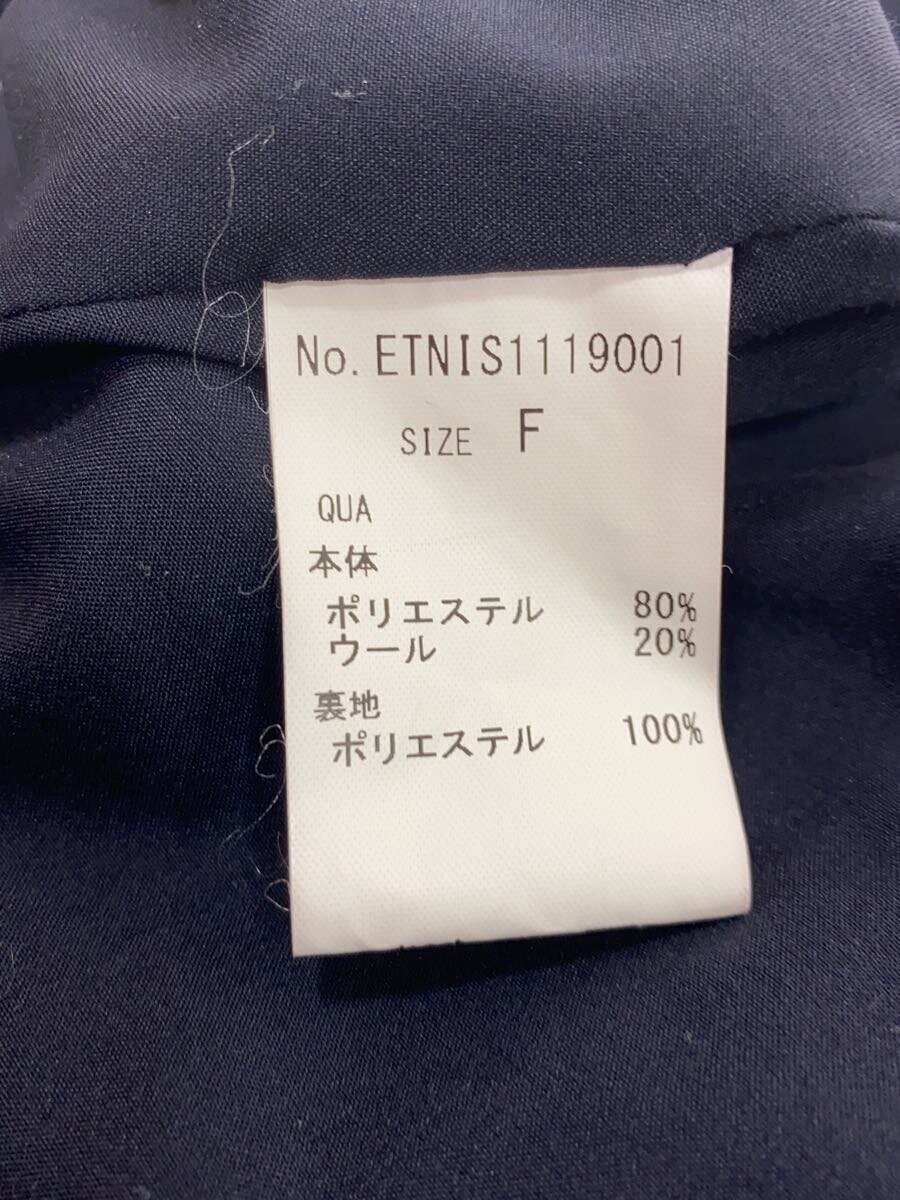 No. ETNIS1119001
SIZE F
QUA
本体
ポリエステル 80%
ウール 20%
裏地
ポリエステル 100%